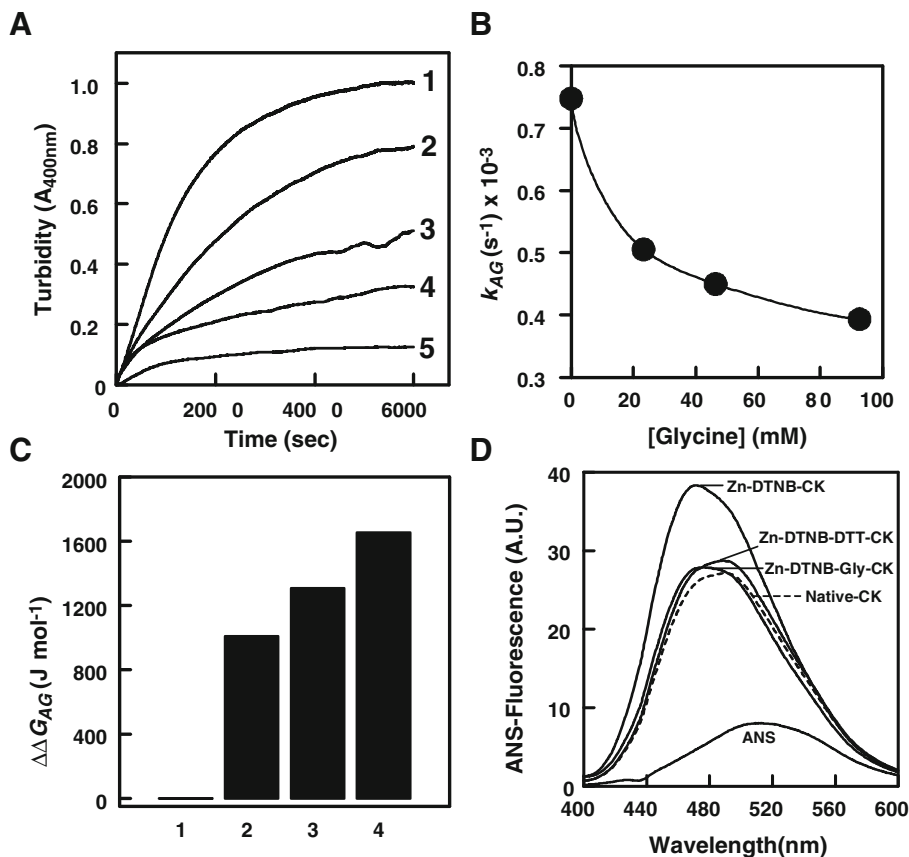 A
Turbidity (A400nm)
1.0
0.8
0.6
0.4
0.2
0
1
2
3
4
5
0 200 0 400 0 6000
Time (sec)
B
kAG (s-1) x 10-3
0.8
0.7
0.6
0.5
0.4
0.3
0 20 40 60 80 100
[Glycine] (mM)
C
ΔΔGAG (J mol-1)
2000
1600
1200
800
400
0
1 2 3 4
D
ANS-Fluorescence (A.U.)
40
30
20
10
0
Zn-DTNB-CK
Zn-DTNB-DTT-CK
Zn-DTNB-Gly-CK
Native-CK
ANS
400 440 480 520 560 600
Wavelength(nm)